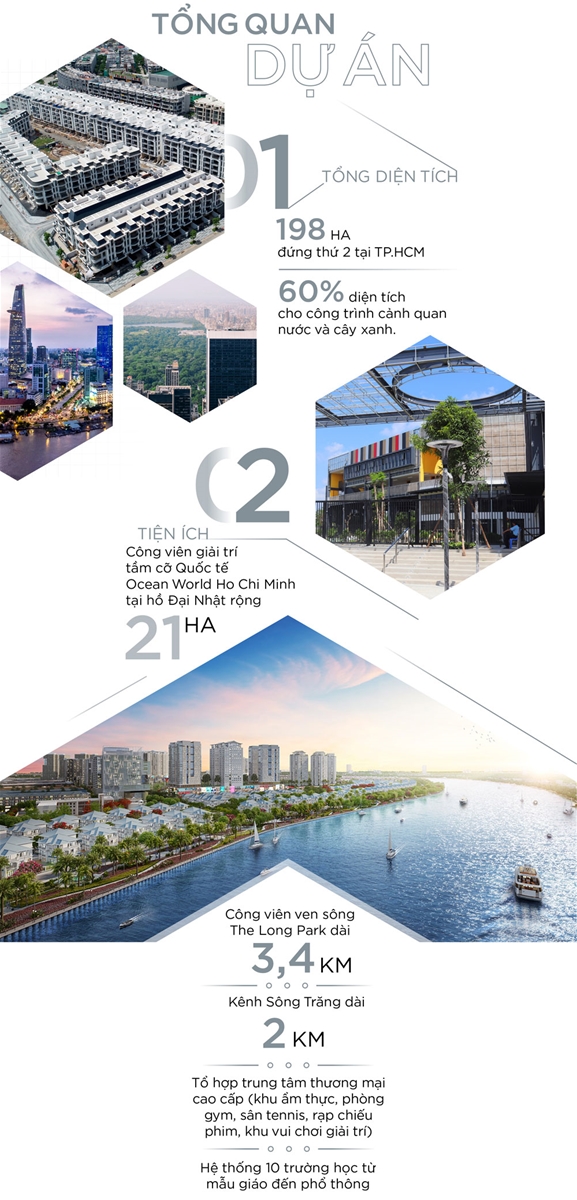 TỔNG QUAN
DỰ ÁN
01
TỔNG DIỆN TÍCH
198 HA
đứng thứ 2 tại TP.HCM
60% diện tích
cho công trình cảnh quan
nước và cây xanh.
02
TIỆN ÍCH
Công viên giải trí
tầm cỡ Quốc tế
Ocean World Ho Chi Minh
tại hồ Đại Nhật rộng
21 HA
Công viên ven sông
The Long Park dài
3,4 KM
Kênh Sông Trăng dài
2 KM
Tổ hợp trung tâm thương mại
cao cấp (khu ẩm thực, phòng
gym, sân tennis, rạp chiếu
phim, khu vui chơi giải trí)
Hệ thống 10 trường học từ
mẫu giáo đến phổ thông